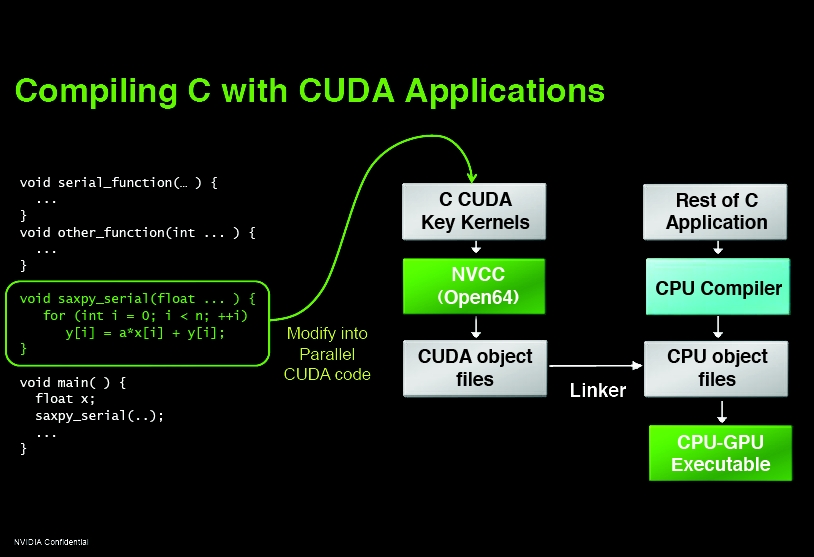 Compiling C with CUDA Applications
void serial_function(… ) {
...
}
void other_function(int ... ) {
...
}
void saxpy_serial(float ... ) {
for (int i = 0; i < n; ++i)
y[i] = a*x[i] + y[i];
}
void main( ) {
float x;
saxpy_serial(..);
...
}
Modify into
Parallel
CUDA code
C CUDA
Key Kernels
NVCC
(Open64)
CUDA object
files
Linker
Rest of C
Application
CPU Compiler
CPU object
files
CPU-GPU
Executable
NVIDIA Confidential